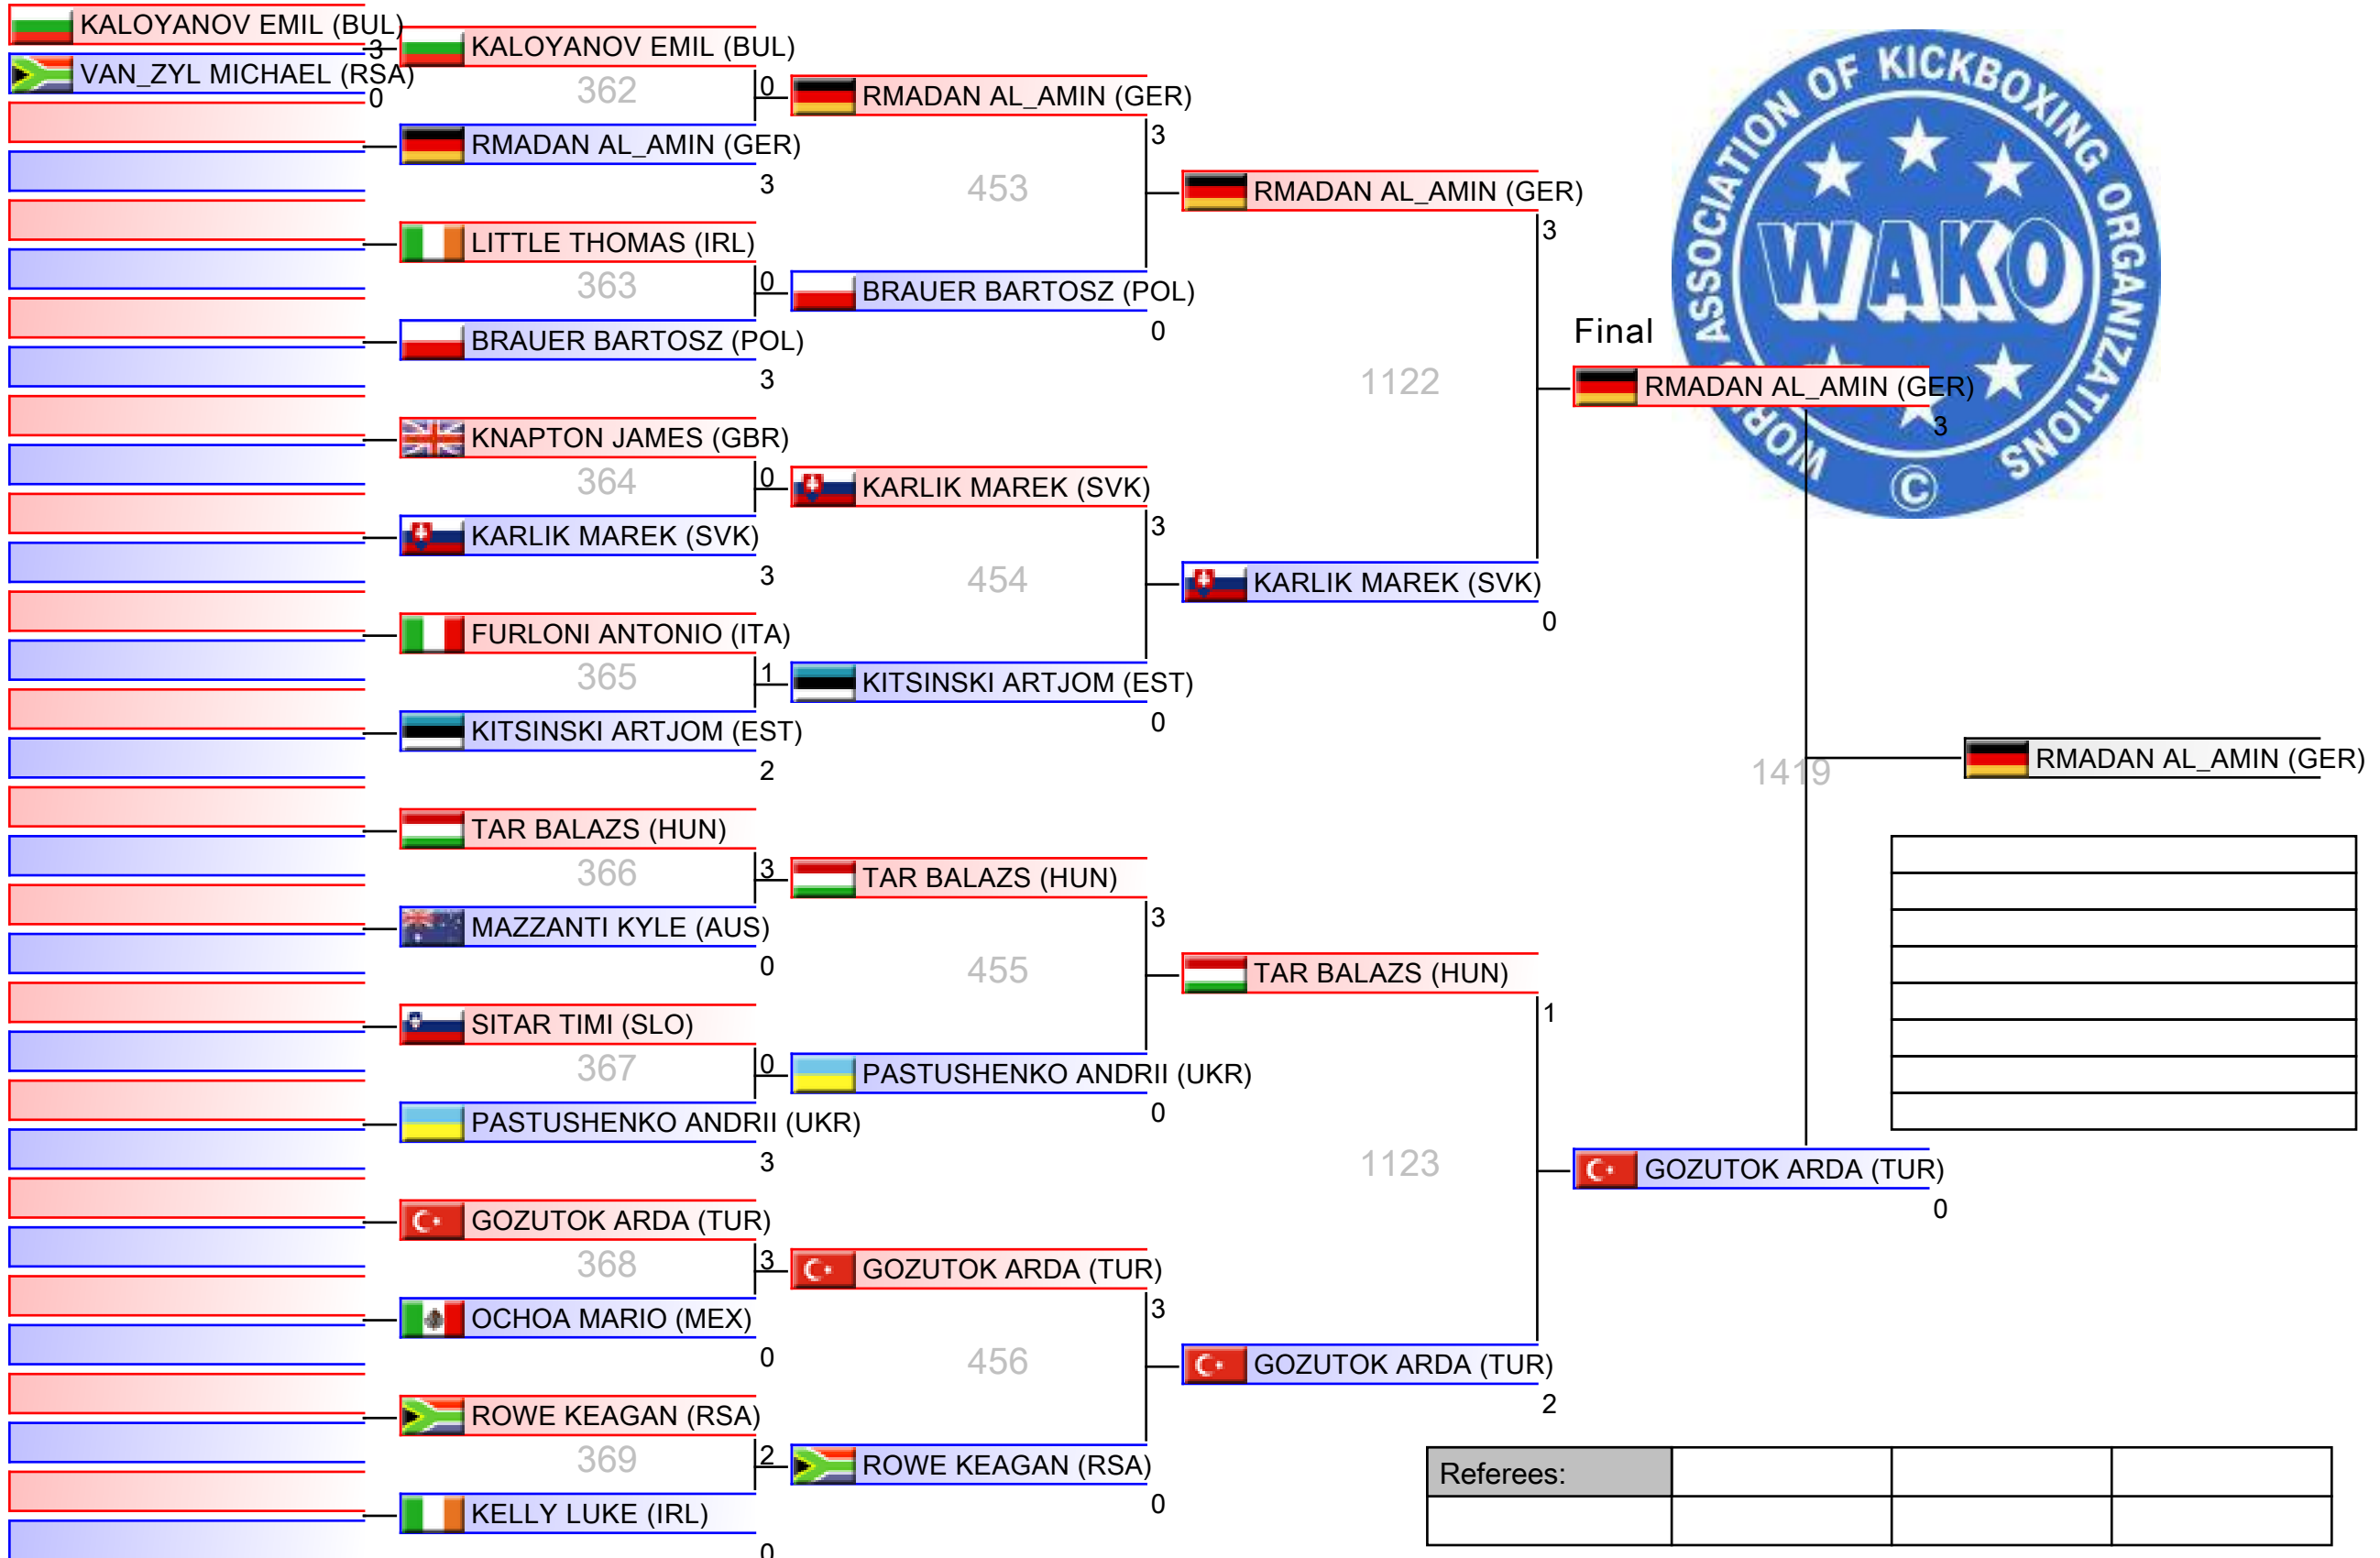 KALOYANOV EMIL (BUL)
3
VAN_ZYL MICHAEL (RSA)
0
KALOYANOV EMIL (BUL)
362
0
RMADAN AL_AMIN (GER)
3
LITTLE THOMAS (IRL)
363
0
BRAUER BARTOSZ (POL)
3
KNAPTON JAMES (GBR)
364
0
KARLIK MAREK (SVK)
3
FURLONI ANTONIO (ITA)
365
1
KITSINSKI ARTJOM (EST)
2
TAR BALAZS (HUN)
366
3
MAZZANTI KYLE (AUS)
0
SITAR TIMI (SLO)
367
0
PASTUSHENKO ANDRII (UKR)
3
GOZUTOK ARDA (TUR)
368
3
OCHOA MARIO (MEX)
0
ROWE KEAGAN (RSA)
369
2
KELLY LUKE (IRL)
0
RMADAN AL_AMIN (GER)
3
453
BRAUER BARTOSZ (POL)
0
KARLIK MAREK (SVK)
3
454
KITSINSKI ARTJOM (EST)
0
TAR BALAZS (HUN)
3
455
PASTUSHENKO ANDRII (UKR)
0
GOZUTOK ARDA (TUR)
3
456
ROWE KEAGAN (RSA)
0
RMADAN AL_AMIN (GER)
3
1122
KARLIK MAREK (SVK)
0
TAR BALAZS (HUN)
1
1123
GOZUTOK ARDA (TUR)
2
Final
RMADAN AL_AMIN (GER)
3
1419
GOZUTOK ARDA (TUR)
0
RMADAN AL_AMIN (GER)
ASSOCIATION OF KICKBOXING ORGANIZATIONS
WAKO
©
Referees: